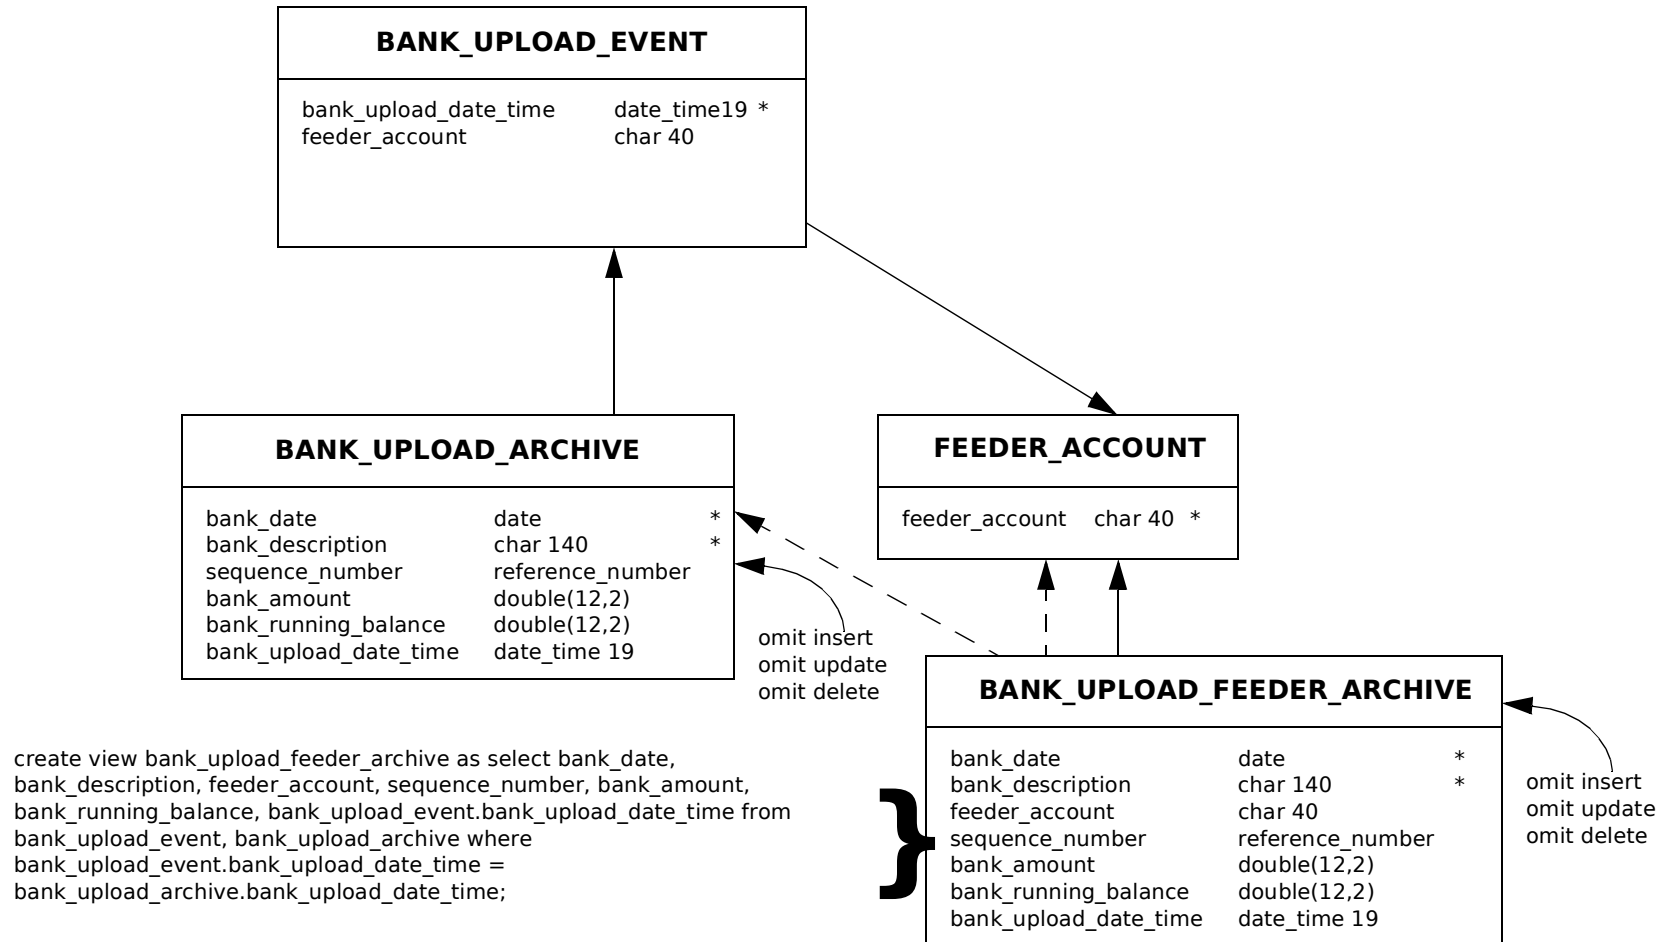 BANK_UPLOAD_EVENT
bank_upload_date_time date_time19 *
feeder_account char 40
BANK_UPLOAD_ARCHIVE
bank_date date *
bank_description char 140 *
sequence_number reference_number
bank_amount double(12,2)
bank_running_balance double(12,2)
bank_upload_date_time date_time 19
omit insert
omit update
omit delete
FEEDER_ACCOUNT
feeder_account char 40 *
create view bank_upload_feeder_archive as select bank_date,
bank_description, feeder_account, sequence_number, bank_amount,
bank_running_balance, bank_upload_event.bank_upload_date_time from
bank_upload_event, bank_upload_archive where
bank_upload_event.bank_upload_date_time =
bank_upload_archive.bank_upload_date_time;
}
BANK_UPLOAD_FEEDER_ARCHIVE
bank_date date *
bank_description char 140 *
feeder_account char 40
sequence_number reference_number
bank_amount double(12,2)
bank_running_balance double(12,2)
bank_upload_date_time date_time 19
omit insert
omit update
omit delete